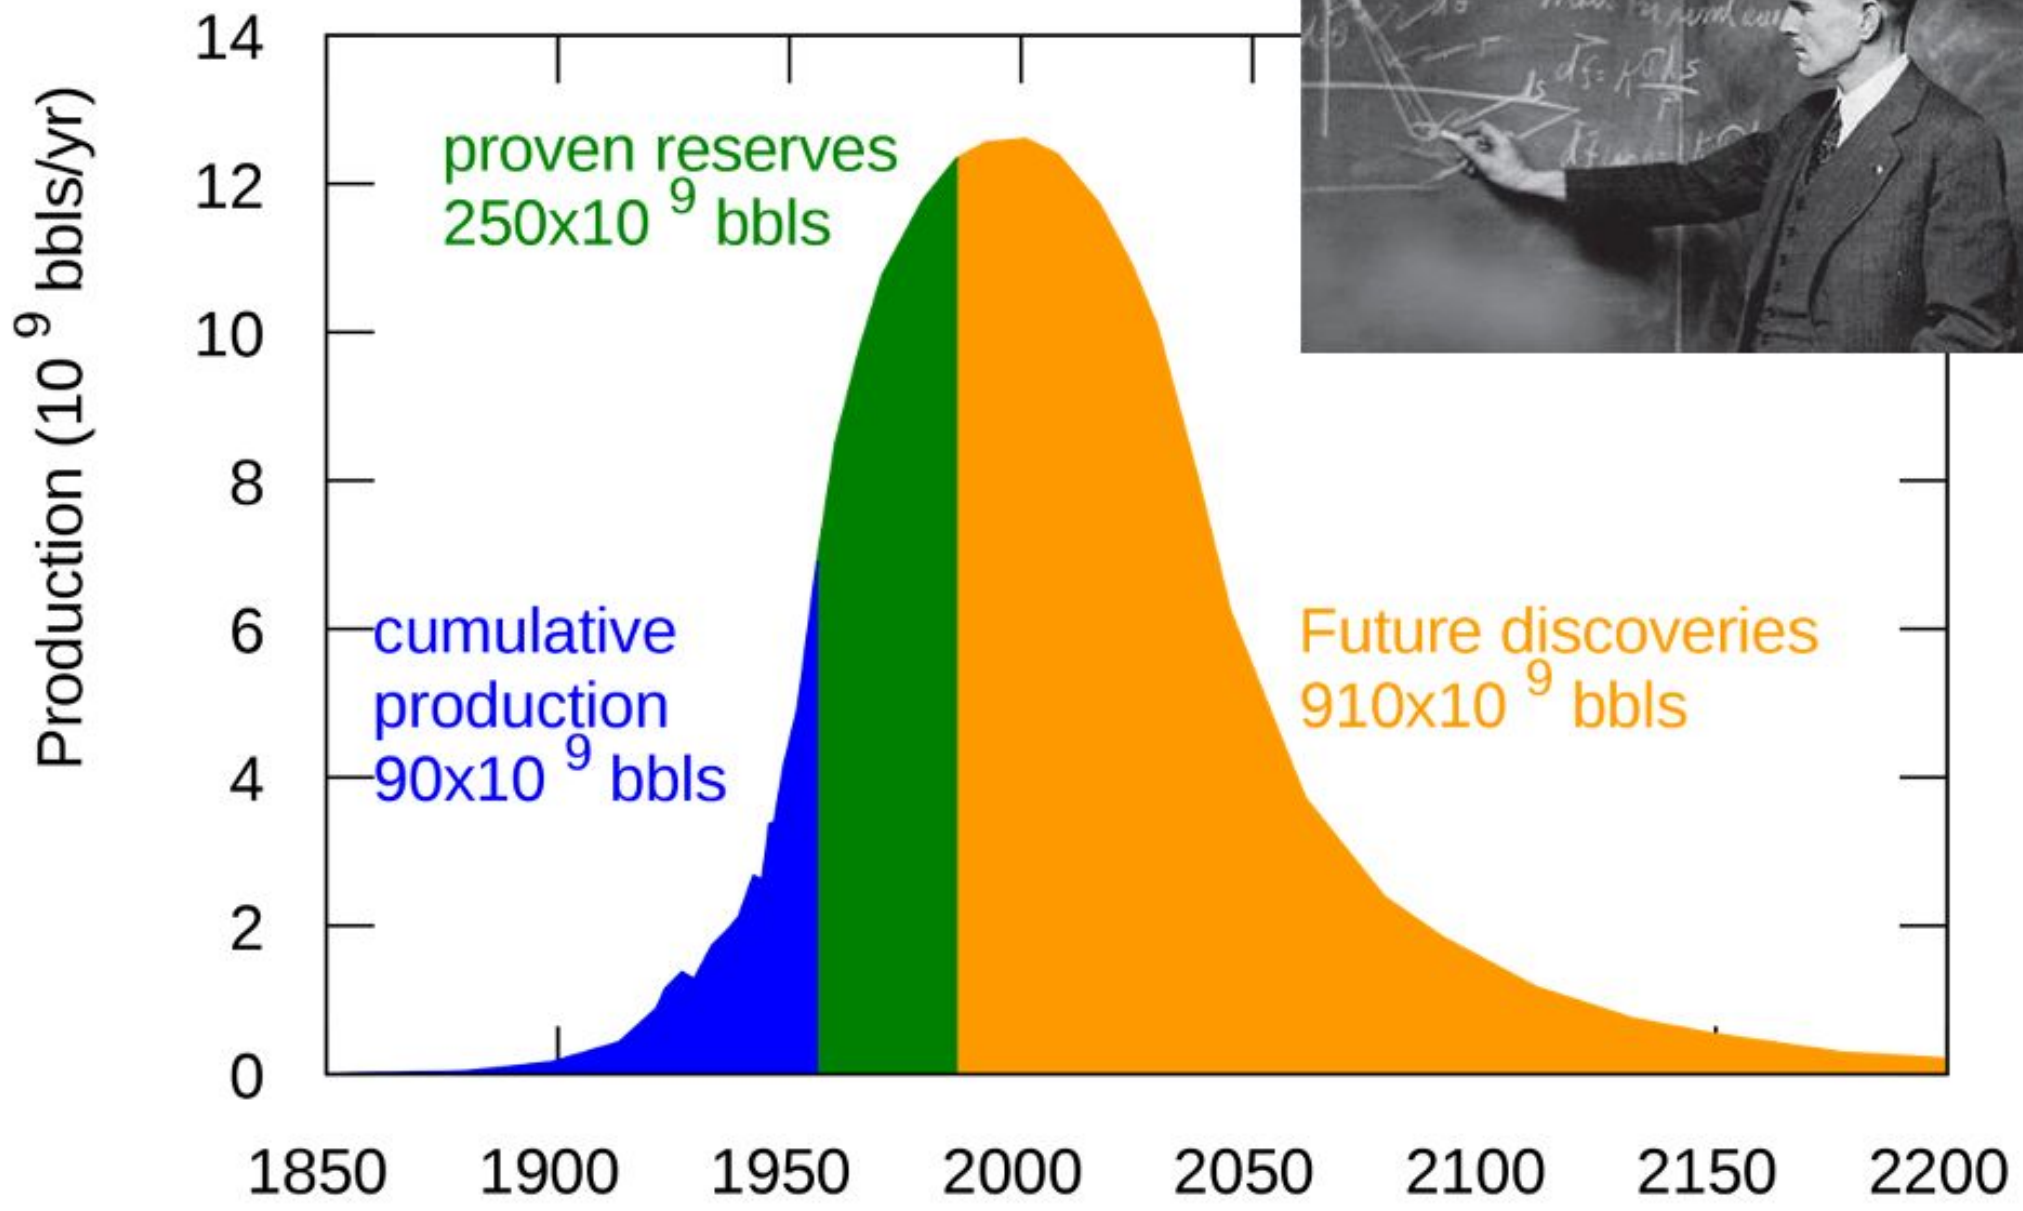 14
12
10
8
6
4
2
0
Production (10 9 bbls/yr)
proven reserves
250x10 9 bbls
cumulative
production
90x10 9 bbls
Future discoveries
910x10 9 bbls
1850 1900 1950 2000 2050 2100 2150 2200